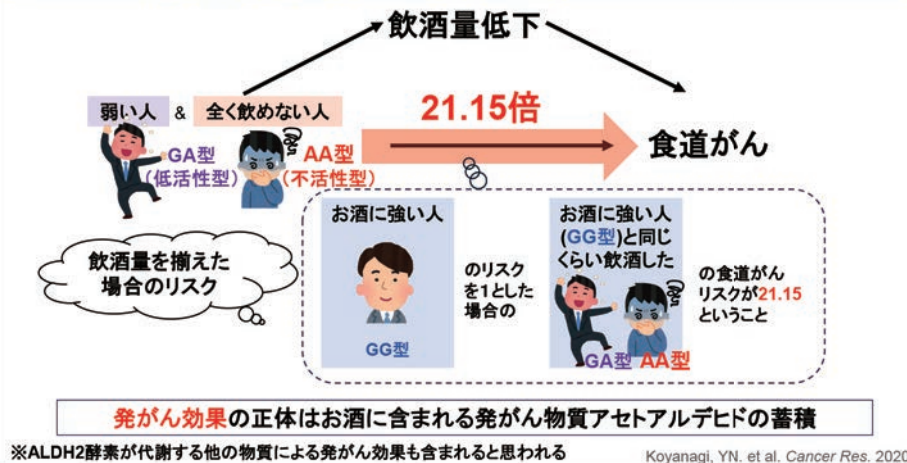 飲酒量低下
弱い人 & 全く飲めない人
21.15倍
GA型
(低活性型)
AA型
(不活性型)
食道がん
飲酒量を揃えた
場合のリスク
お酒に強い人
GG型
のリスク
を1とした
場合の
お酒に強い人
(GG型)と同じ
くらい飲酒した
GA型 AA型
の食道がん
リスクが21.15
ということ
発がん効果の正体はお酒に含まれる発がん物質アセトアルデヒドの蓄積
※ALDH2酵素が代謝する他の物質による発がん効果も含まれると思われる
Koyanagi, YN. et al. Cancer Res. 2020